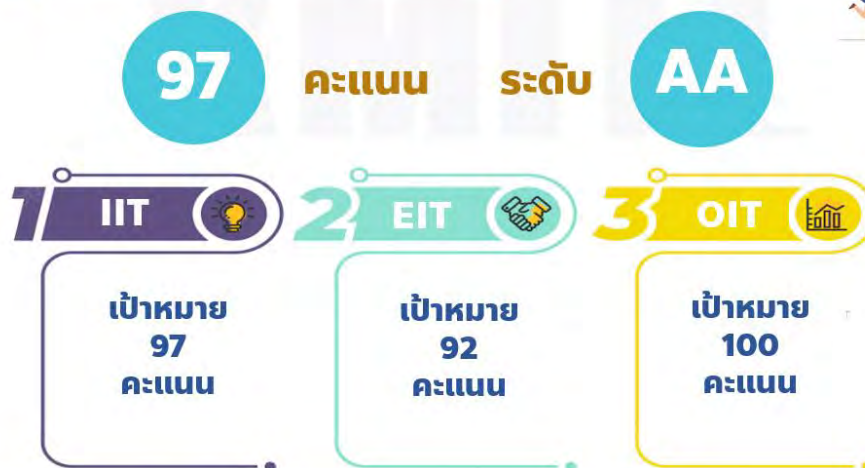 97 คะแนน ระดับ AA
1 IIT
เป้าหมาย
97
คะแนน
2 EIT
เป้าหมาย
92
คะแนน
3 OIT
เป้าหมาย
100
คะแนน